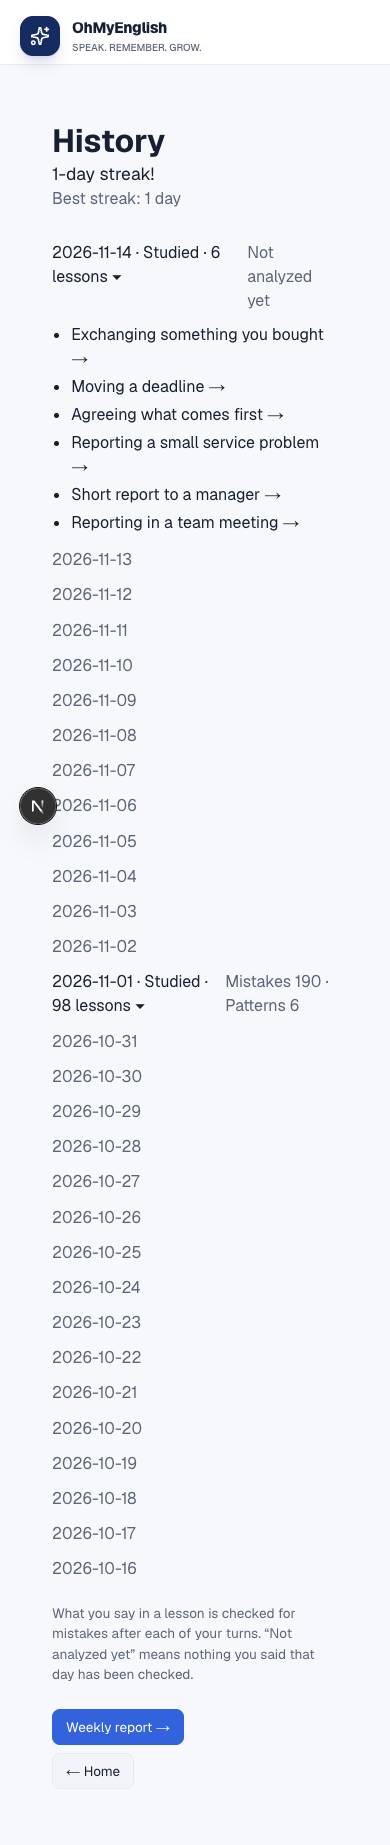 OhMyEnglish
SPEAK. REMEMBER. GROW.
History
1-day streak!
Best streak: 1 day
2026-11-14 · Studied · 6
lessons ▾
Not
analyzed
yet
• Exchanging something you bought
→
• Moving a deadline →
• Agreeing what comes first →
• Reporting a small service problem
→
• Short report to a manager →
• Reporting in a team meeting →
2026-11-13
2026-11-12
2026-11-11
2026-11-10
2026-11-09
2026-11-08
2026-11-07
N
2026-11-06
2026-11-05
2026-11-04
2026-11-03
2026-11-02
2026-11-01 · Studied ·
98 lessons ▾
Mistakes 190 ·
Patterns 6
2026-10-31
2026-10-30
2026-10-29
2026-10-28
2026-10-27
2026-10-26
2026-10-25
2026-10-24
2026-10-23
2026-10-22
2026-10-21
2026-10-20
2026-10-19
2026-10-18
2026-10-17
2026-10-16
What you say in a lesson is checked for
mistakes after each of your turns. “Not
analyzed yet” means nothing you said that
day has been checked.
Weekly report →
← Home